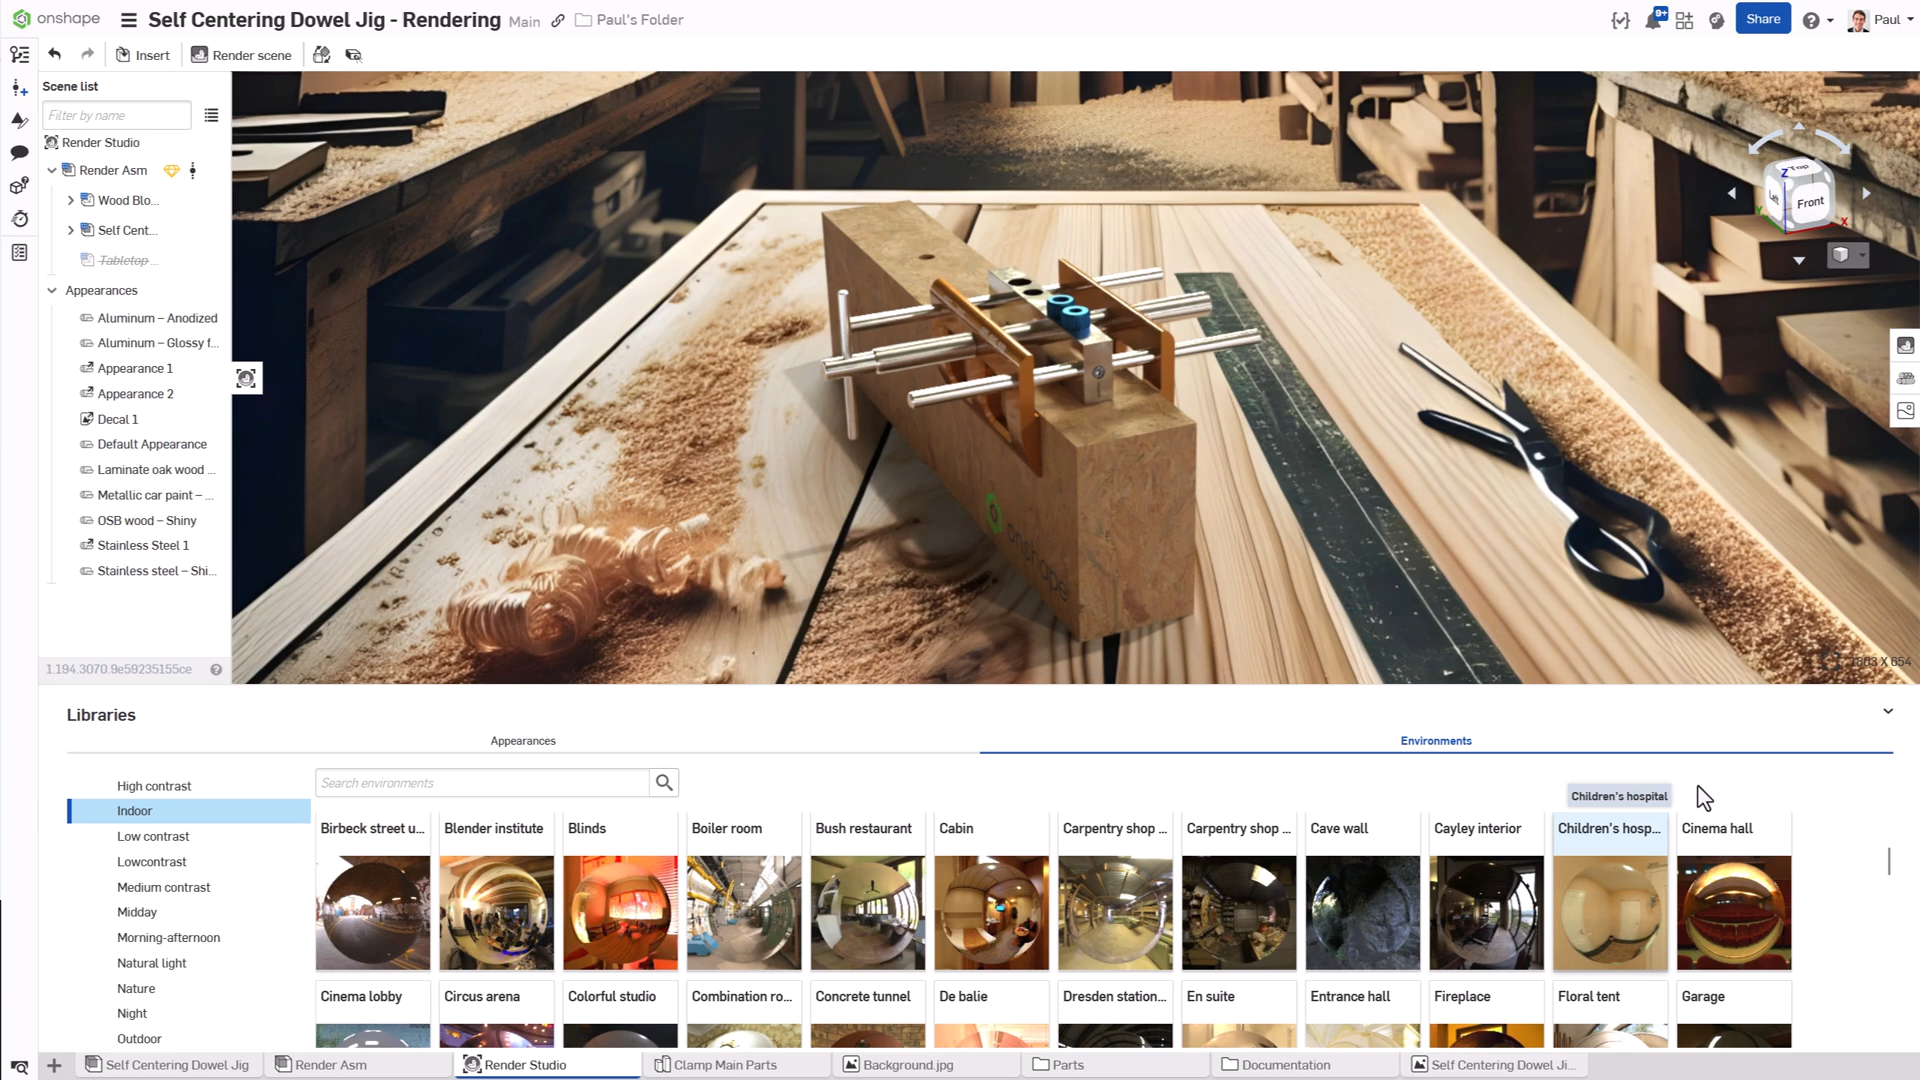 onshape
Self Centering Dowel Jig - Rendering Main Paul's Folder
9+
Share
Paul
Insert
Render scene
Scene list
Filter by name
Render Studio
Render Asm
Wood Blo...
Self Cent...
Tabletop ...
Appearances
Aluminum – Anodized
Aluminum – Glossy f...
Appearance 1
Appearance 2
Decal 1
Default Appearance
Laminate oak wood ...
Metallic car paint – ...
OSB wood – Shiny
Stainless Steel 1
Stainless steel – Shi...
1.194.3070.9e59235155ce
Top
Z
Left
Front
Y
X
onshape
1803 X 654
Libraries
Appearances
Environments
High contrast
Indoor
Low contrast
Lowcontrast
Medium contrast
Midday
Morning-afternoon
Natural light
Nature
Night
Outdoor
Search environments
Children's hospital
Birbeck street u...
Blender institute
Blinds
Boiler room
Bush restaurant
Cabin
Carpentry shop ...
Carpentry shop ...
Cave wall
Cayley interior
Children's hosp...
Cinema hall
Cinema lobby
Circus arena
Colorful studio
Combination ro...
Concrete tunnel
De balie
Dresden station...
En suite
Entrance hall
Fireplace
Floral tent
Garage
Self Centering Dowel Jig
Render Asm
Render Studio
Clamp Main Parts
Background.jpg
Parts
Documentation
Self Centering Dowel Ji...